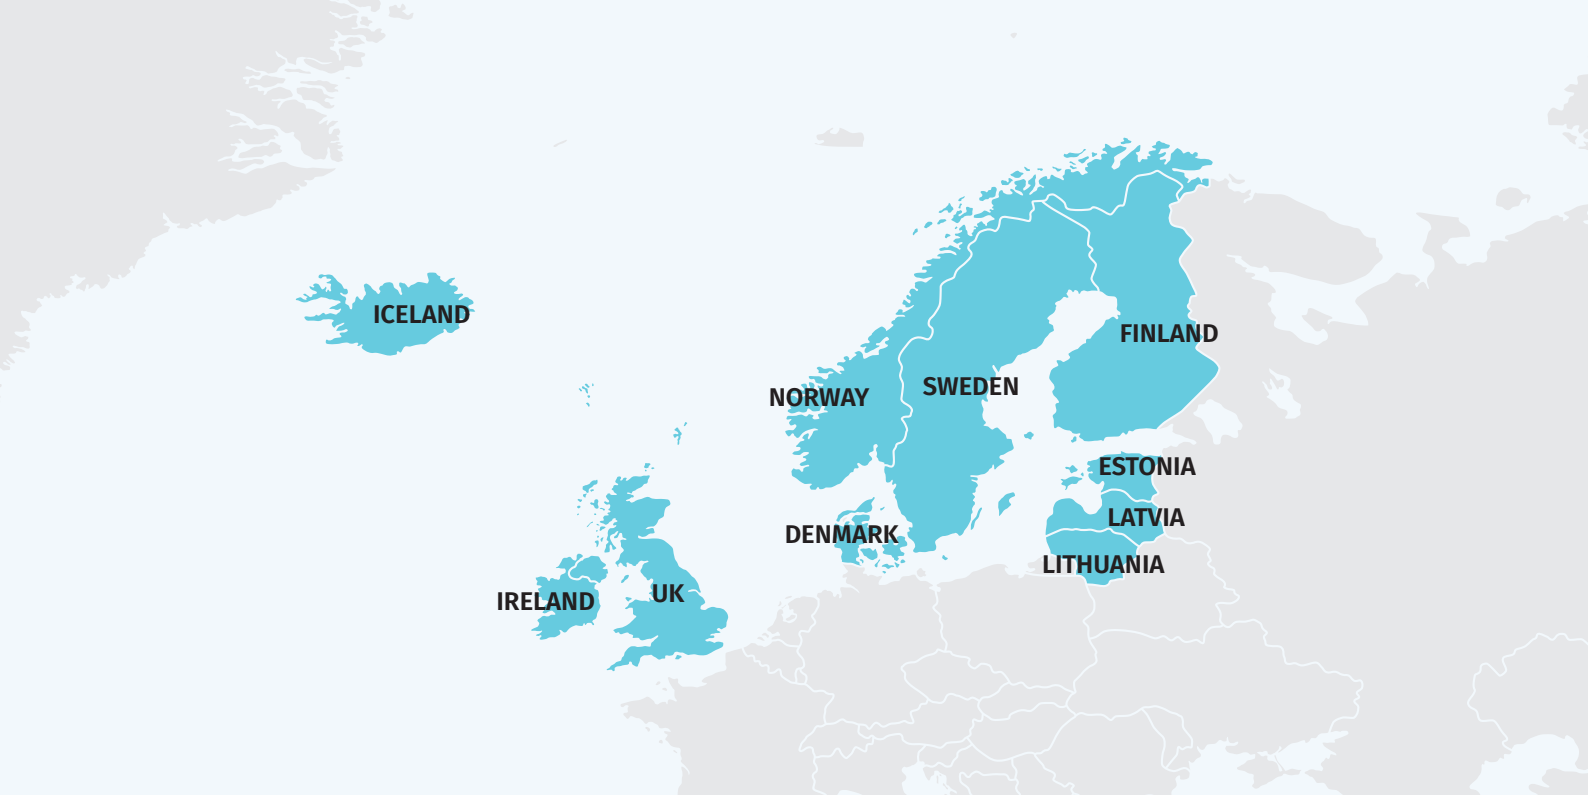 ICELAND
FINLAND
SWEDEN
NORWAY
ESTONIA
LATVIA
DENMARK
LITHUANIA
UK
IRELAND